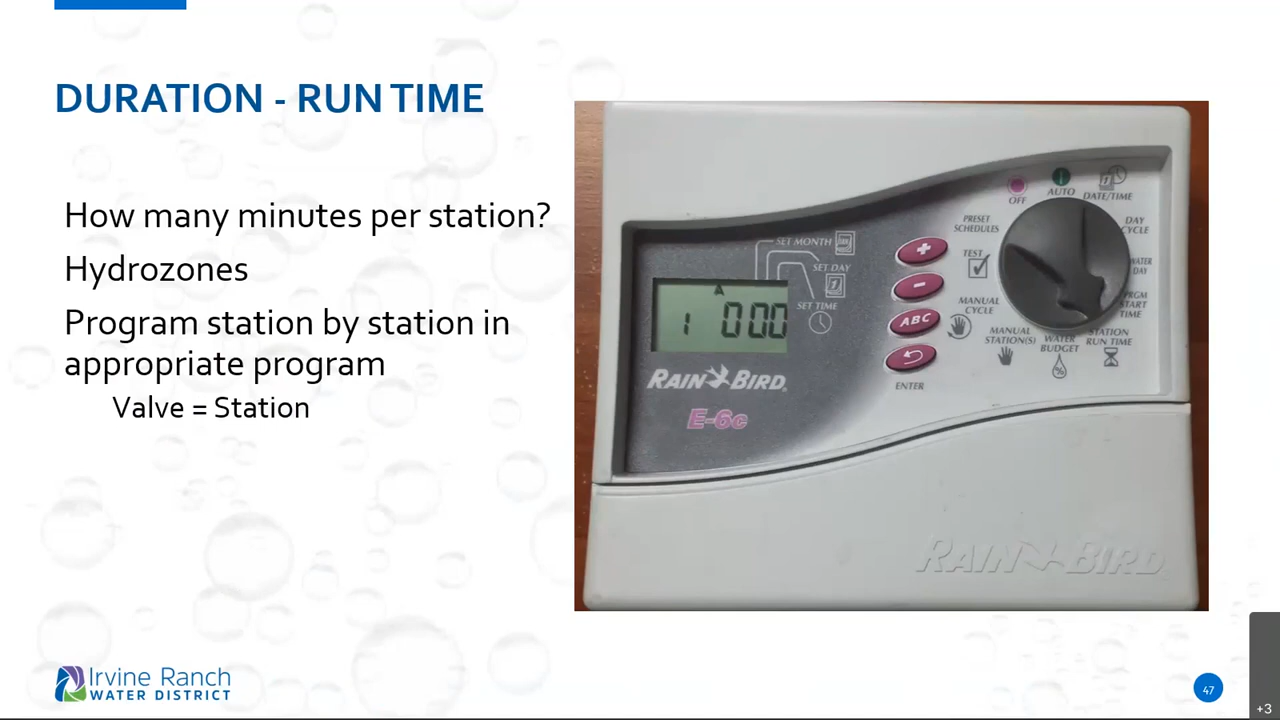 DURATION - RUN TIME
How many minutes per station?
Hydrozones
Program station by station in
appropriate program
Valve = Station
OFF
AUTO
DATE/TIME
DAY
CYCLE
WATER
DAY
PRGM
START
TIME
STATION
RUN TIME
WATER
BUDGET
%
MANUAL
STATION(S)
MANUAL
CYCLE
TEST
PRESET
SCHEDULES
SET MONTH
SET DAY
1
SET TIME
+
-
ABC
ENTER
A
1 000
RAIN BIRD
E-6c
RAIN BIRD
Irvine Ranch
WATER DISTRICT
47
+3